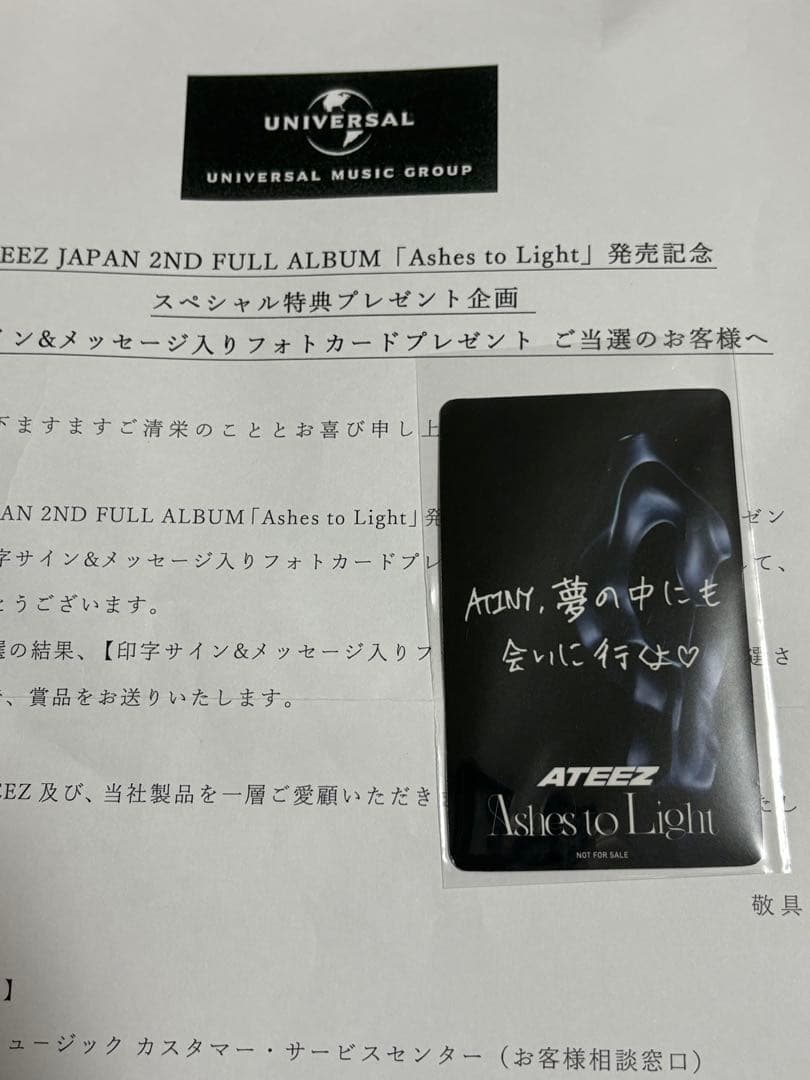 UNIVERSAL
UNIVERSAL MUSIC GROUP
EEZ JAPAN 2ND FULL ALBUM「Ashes to Light」発売記念
スペシャル特典プレゼント企画
イン&メッセージ入りフォトカードプレゼント ご当選のお客様へ
下ますますご清栄のこととお喜び申し上
AN 2ND FULL ALBUM「Ashes to Light」発 ゼン
字サイン&メッセージ入りフォトカードプレ て、
とうございます。
選の結果、【印字サイン&メッセージ入りフ 選さ
、賞品をお送りいたします。
EEZ 及び、当社製品を一層ご愛顧いただきま たし
ATINY, 夢の中にも
会いに行くよ♡
ATEEZ
Ashes to Light
NOT FOR SALE
敬具
】
ュージック カスタマー・サービスセンター（お客様相談窓口）